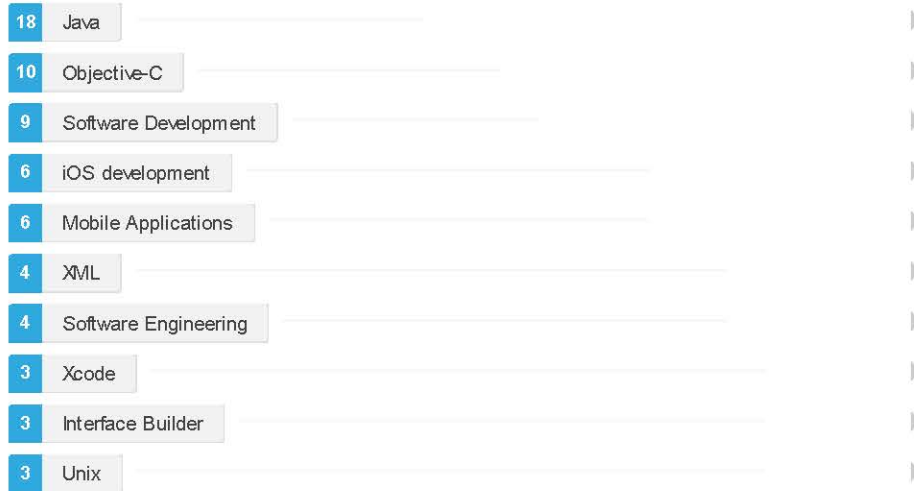 18 Java
10 Objective-C
9 Software Development
6 iOS development
6 Mobile Applications
4 XML
4 Software Engineering
3 Xcode
3 Interface Builder
3 Unix